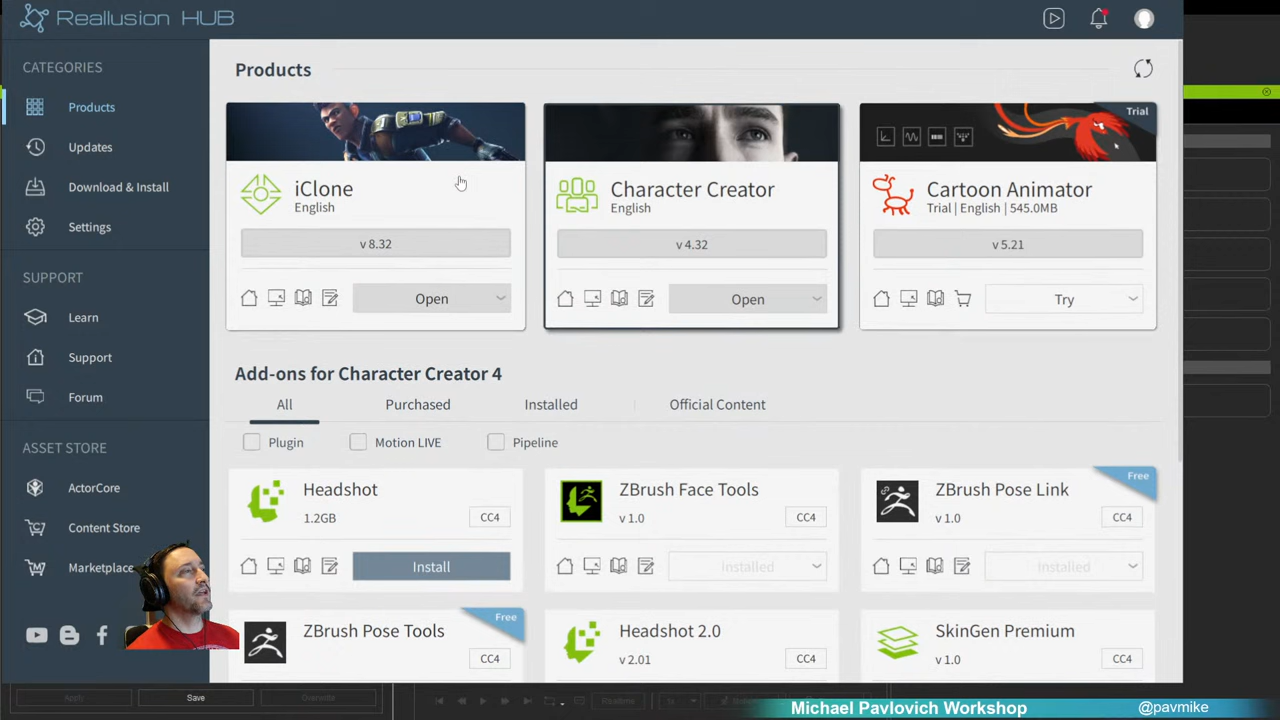 Reallusion HUB
CATEGORIES
Products
Updates
Download & Install
Settings
SUPPORT
Learn
Support
Forum
ASSET STORE
ActorCore
Content Store
Marketplace
Products
iClone
English
v 8.32
Open
Character Creator
English
v 4.32
Open
Trial
Cartoon Animator
Trial | English | 545.0MB
v 5.21
Try
Add-ons for Character Creator 4
All
Purchased
Installed
Official Content
Plugin
Motion LIVE
Pipeline
Headshot
1.2GB
CC4
Install
ZBrush Face Tools
v 1.0
CC4
Installed
Free
ZBrush Pose Link
v 1.0
CC4
Installed
Free
ZBrush Pose Tools
CC4
Headshot 2.0
v 2.01
CC4
SkinGen Premium
v 1.0
CC4
Apply
Save
Overwrite
Realtime
Michael Pavlovich Workshop
@pavmike